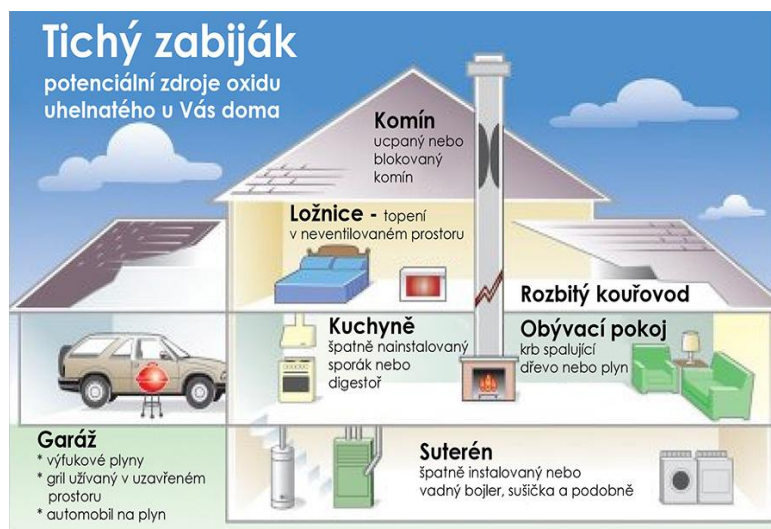 Tichý zabiják
potenciální zdroje oxidu
uhelnatého u Vás doma
Komín
ucpaný nebo
blokovaný
komín
Ložnice - topení
v neventilovaném prostoru
Rozbitý kouřovod
Kuchyně
špatně nainstalovaný
sporák nebo
digestoř
Obývací pokoj
krb spalující
dřevo nebo plyn
Garáž
* výfukové plyny
* gril užívaný v uzavřeném
prostoru
* automobil na plyn
Suterén
špatně instalovaný nebo
vadný bojler, sušička a podobně